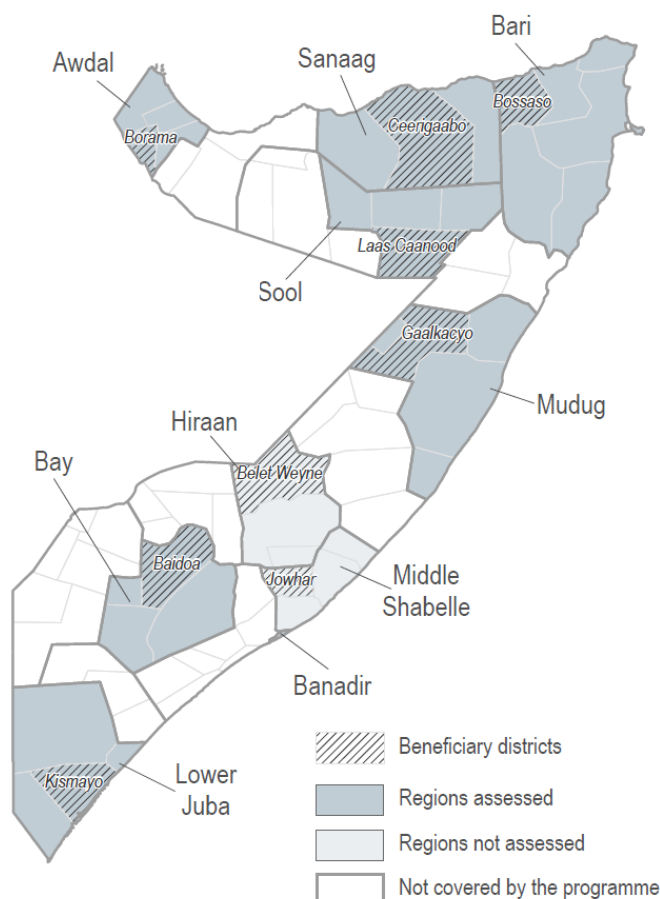 Bari
Sanaag
Awdal
Bossaso
Ceerigaabo
Borama
Laas Caanood
Sool
Gaalkacyo
Mudug
Hiraan
Bay
Belet Weyne
Baidoa
Jowhar
Middle
Shabelle
Banadir
Beneficiary districts
Lower
Juba
Kismayo
Regions assessed
Regions not assessed
Not covered by the programme